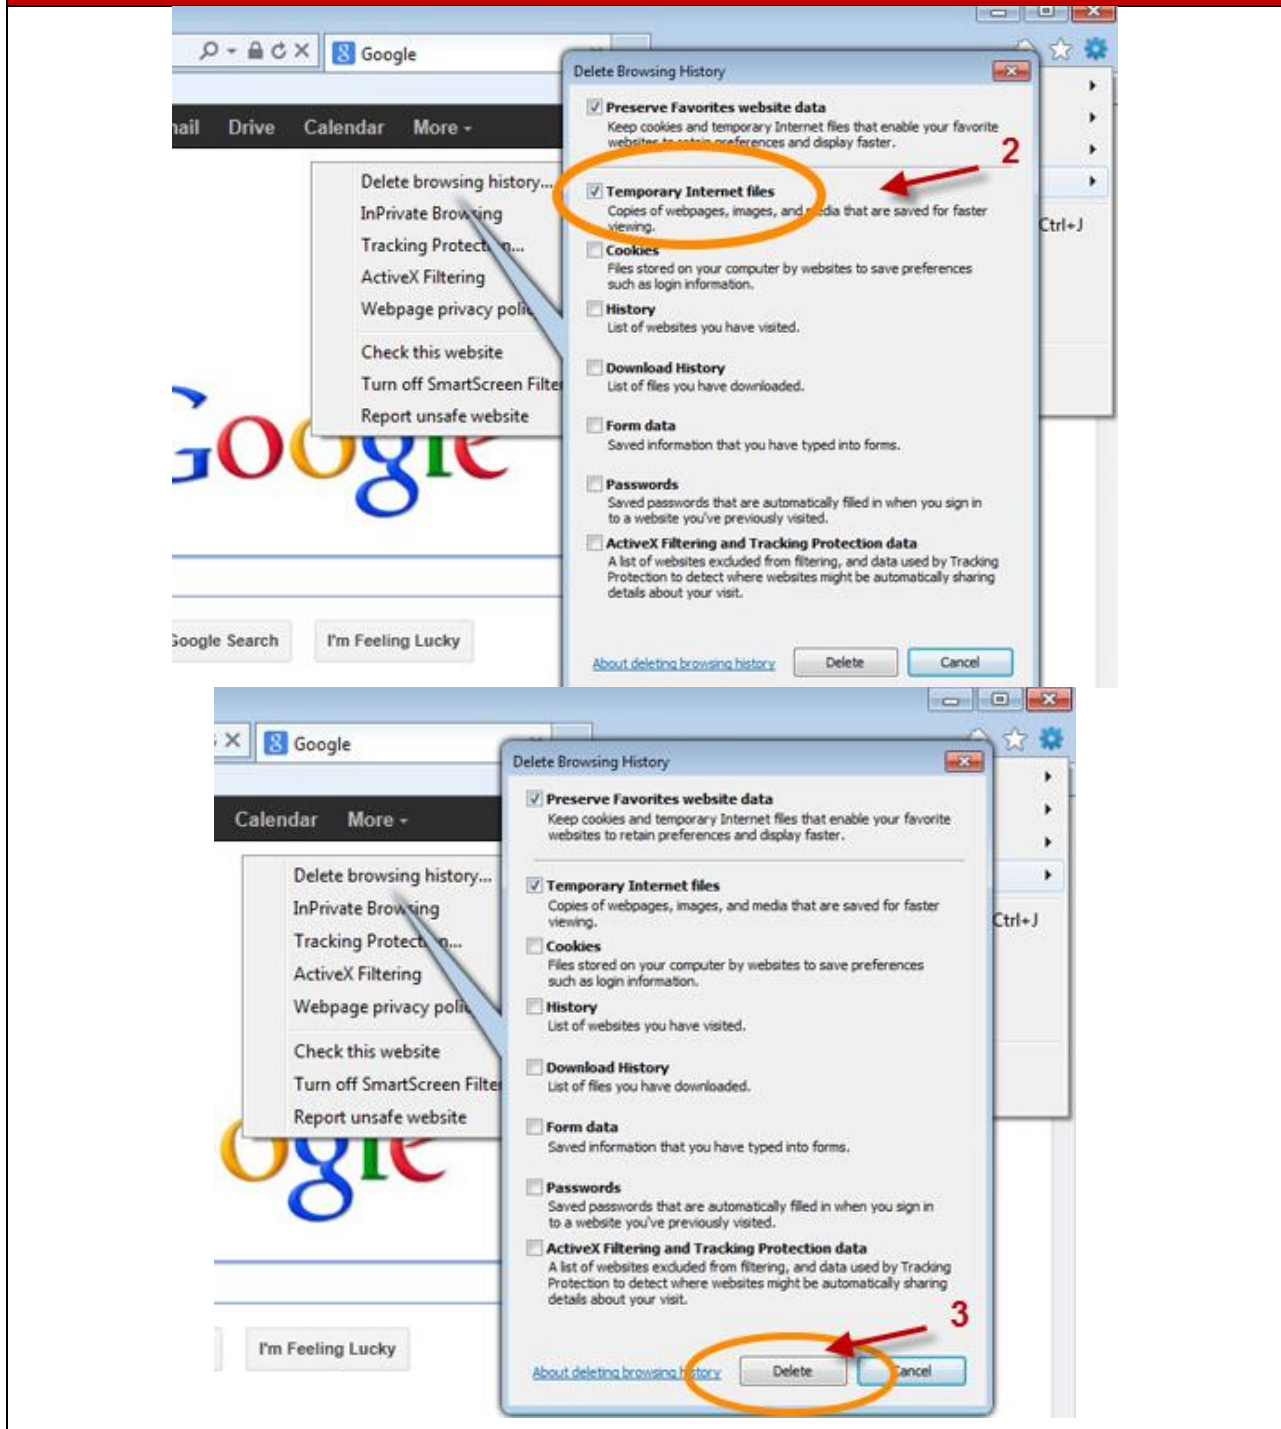 Google
Delete Browsing History
Preserve Favorites website data
Keep cookies and temporary Internet files that enable your favorite
websites to retain preferences and display faster.
Drive Calendar More
2
Delete browsing history...
InPrivate Browsing
Tracking Protection...
ActiveX Filtering
Webpage privacy
Check this website
Turn off SmartScreen
Report unsafe website
Temporary Internet files
Copies of webpages, images, and media that are saved for faster
viewing.
Ctrl+J
Cookies
Files stored on your computer by websites to save preferences
such as login information.
History
List of websites you have visited.
Download History
List of files you have downloaded.
Form data
Saved information that you have typed into forms.
Passwords
Saved passwords that are automatically filled in when you sign in
to a website you've previously visited.
ActiveX Filtering and Tracking Protection data
A list of websites excluded from filtering, and data used by Tracking
Protection to detect where websites might be automatically sharing
details about your visit.
Google
Google Search I'm Feeling Lucky
About deleting browsing history Delete Cancel
Google
Delete Browsing History
Preserve Favorites website data
Keep cookies and temporary Internet files that enable your favorite
websites to retain preferences and display faster.
Calendar More
Delete browsing history...
InPrivate Browsing
Tracking Protection...
ActiveX Filtering
Webpage privacy
Check this website
Turn off SmartScreen
Report unsafe website
Temporary Internet files
Copies of webpages, images, and media that are saved for faster
viewing.
Ctrl+J
Cookies
Files stored on your computer by websites to save preferences
such as login information.
History
List of websites you have visited.
Download History
List of files you have downloaded.
Form data
Saved information that you have typed into forms.
Passwords
Saved passwords that are automatically filled in when you sign in
to a website you've previously visited.
ActiveX Filtering and Tracking Protection data
A list of websites excluded from filtering, and data used by Tracking
Protection to detect where websites might be automatically sharing
details about your visit.
3
I'm Feeling Lucky
About deleting browsing history Delete Cancel